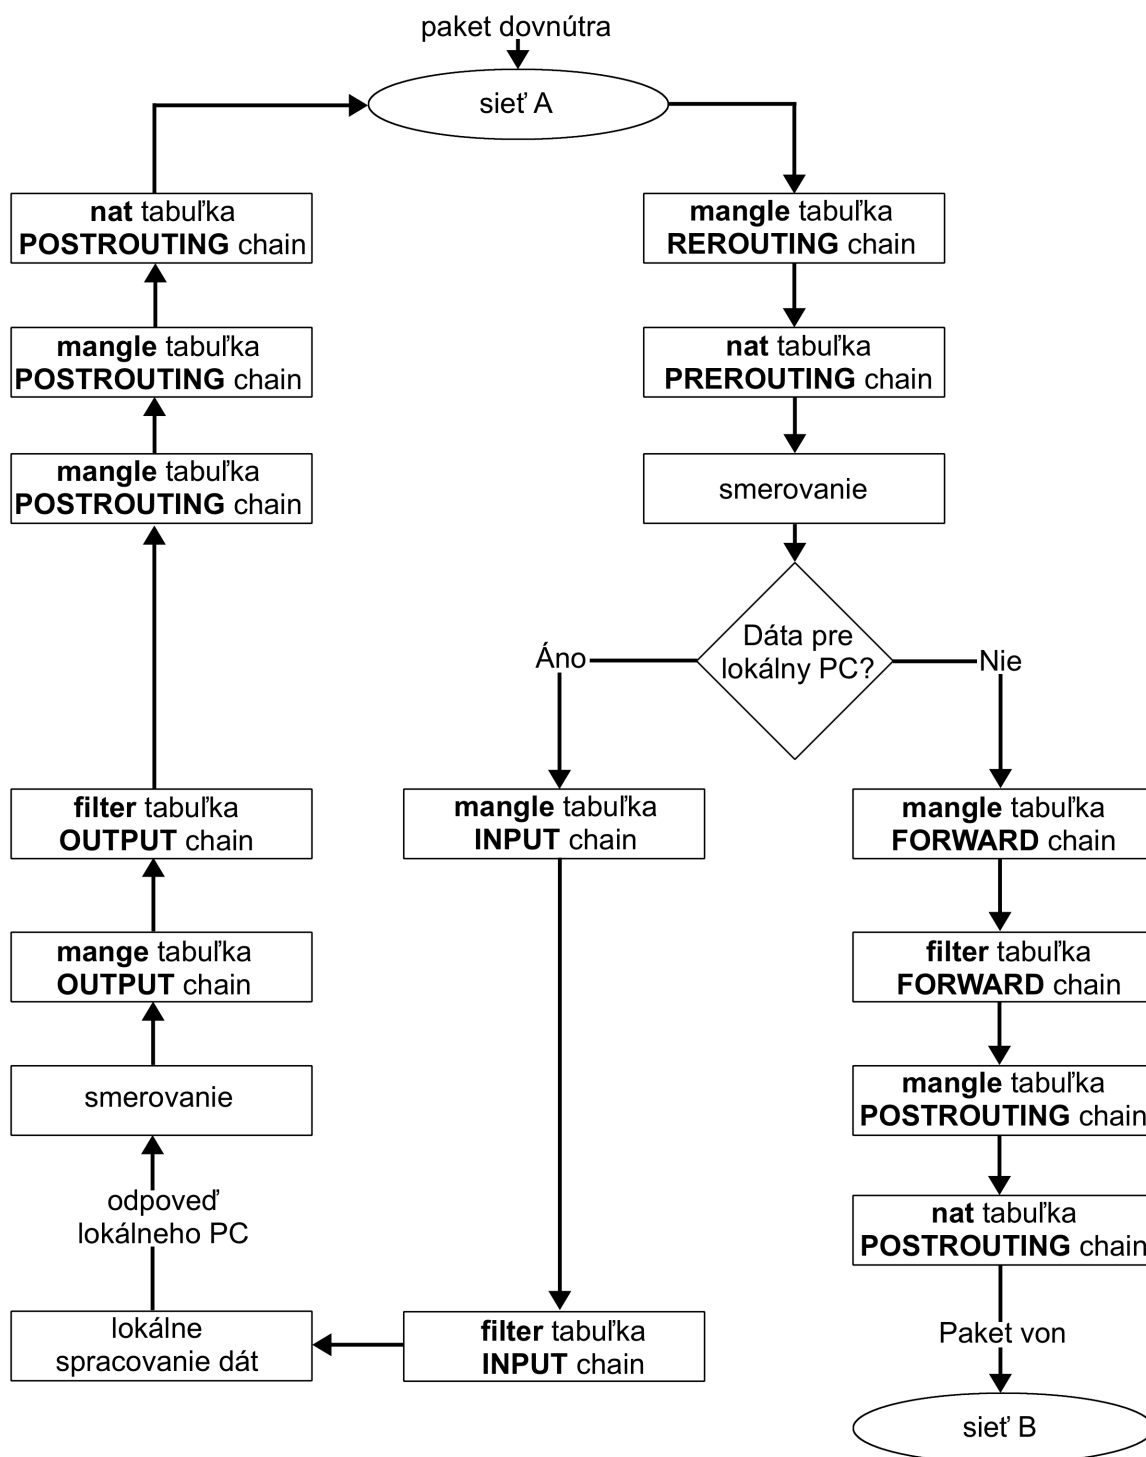 paket dovnútra
sieť A
nat tabuľka
POSTROUTING chain
mangle tabuľka
REROUTING chain
mangle tabuľka
POSTROUTING chain
nat tabuľka
PREROUTING chain
mangle tabuľka
POSTROUTING chain
smerovanie
Dáta pre
lokálny PC?
Áno
Nie
filter tabuľka
OUTPUT chain
mangle tabuľka
INPUT chain
mangle tabuľka
FORWARD chain
mange tabuľka
OUTPUT chain
filter tabuľka
FORWARD chain
smerovanie
mangle tabuľka
POSTROUTING chain
odpoveď
lokálneho PC
nat tabuľka
POSTROUTING chain
lokálne
spracovanie dát
filter tabuľka
INPUT chain
Paket von
sieť B